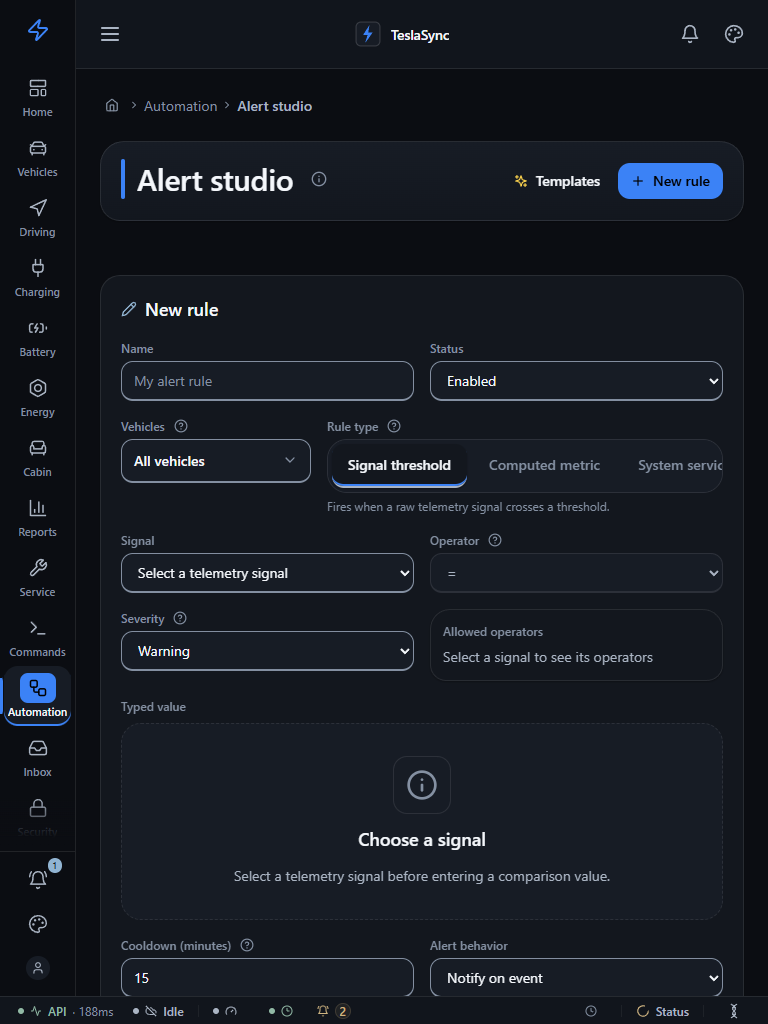 TeslaSync
Home
Vehicles
Driving
Charging
Battery
Energy
Cabin
Reports
Service
Commands
Automation
Inbox
Security
1
Automation
Alert studio
Alert studio
Templates
+ New rule
New rule
Name
Status
My alert rule
Enabled
Vehicles
Rule type
All vehicles
Signal threshold
Computed metric
System servic
Fires when a raw telemetry signal crosses a threshold.
Signal
Operator
Select a telemetry signal
=
Severity
Warning
Allowed operators
Select a signal to see its operators
Typed value
Choose a signal
Select a telemetry signal before entering a comparison value.
Cooldown (minutes)
Alert behavior
15
Notify on event
API · 188ms
Idle
2
Status